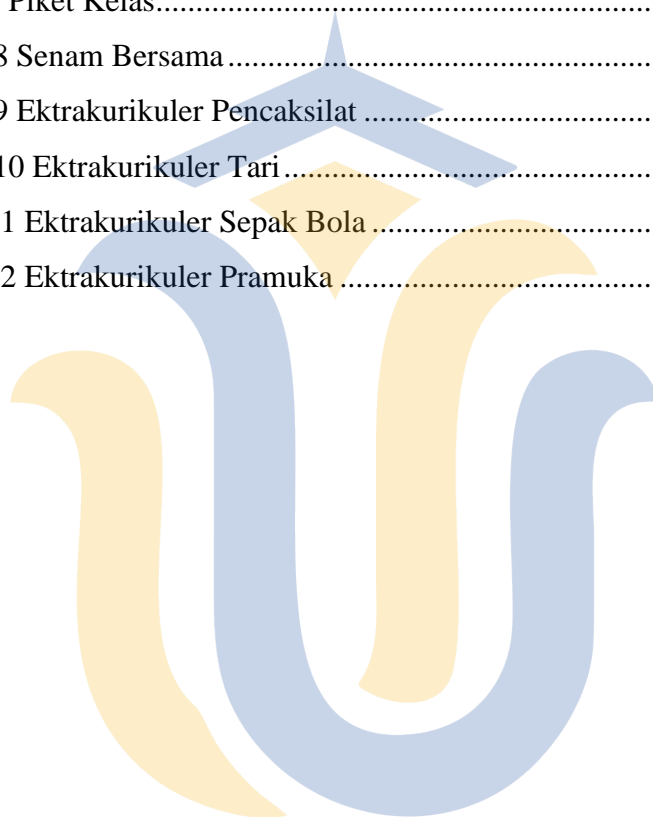 Piket Kelas..........................................................................
8 Senam Bersama................................................................
9 Ektrakurikuler Pencaksilat ...........................................
10 Ektrakurikuler Tari.......................................................
1 Ektrakurikuler Sepak Bola ..........................................
2 Ektrakurikuler Pramuka ...............................................